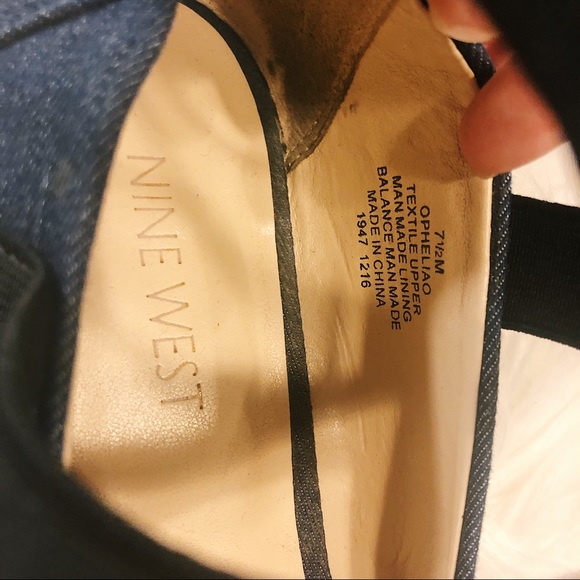 NINE WEST
7½M
OPHELIAO
TEXTILE UPPER
MAN MADE LINING
BALANCE MAN MADE
MADE IN CHINA
1947 1216